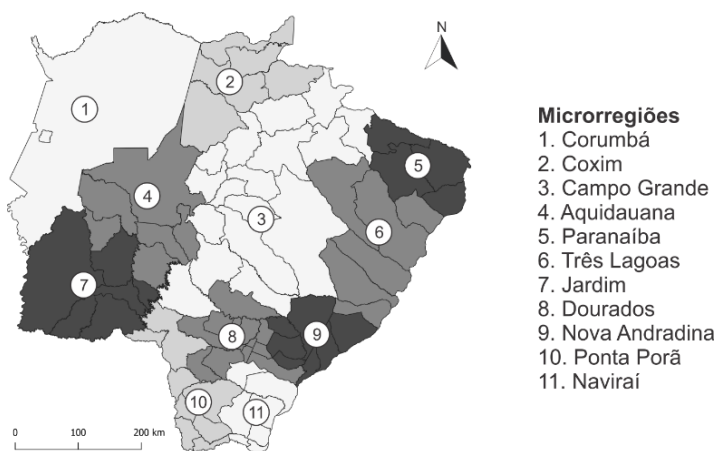 N
1
2
3
4
5
6
7
8
9
10
11
0 100 200 km
Microrregiões
1. Corumbá
2. Coxim
3. Campo Grande
4. Aquidauana
5. Paranaíba
6. Três Lagoas
7. Jardim
8. Dourados
9. Nova Andradina
10. Ponta Porã
11. Naviraí